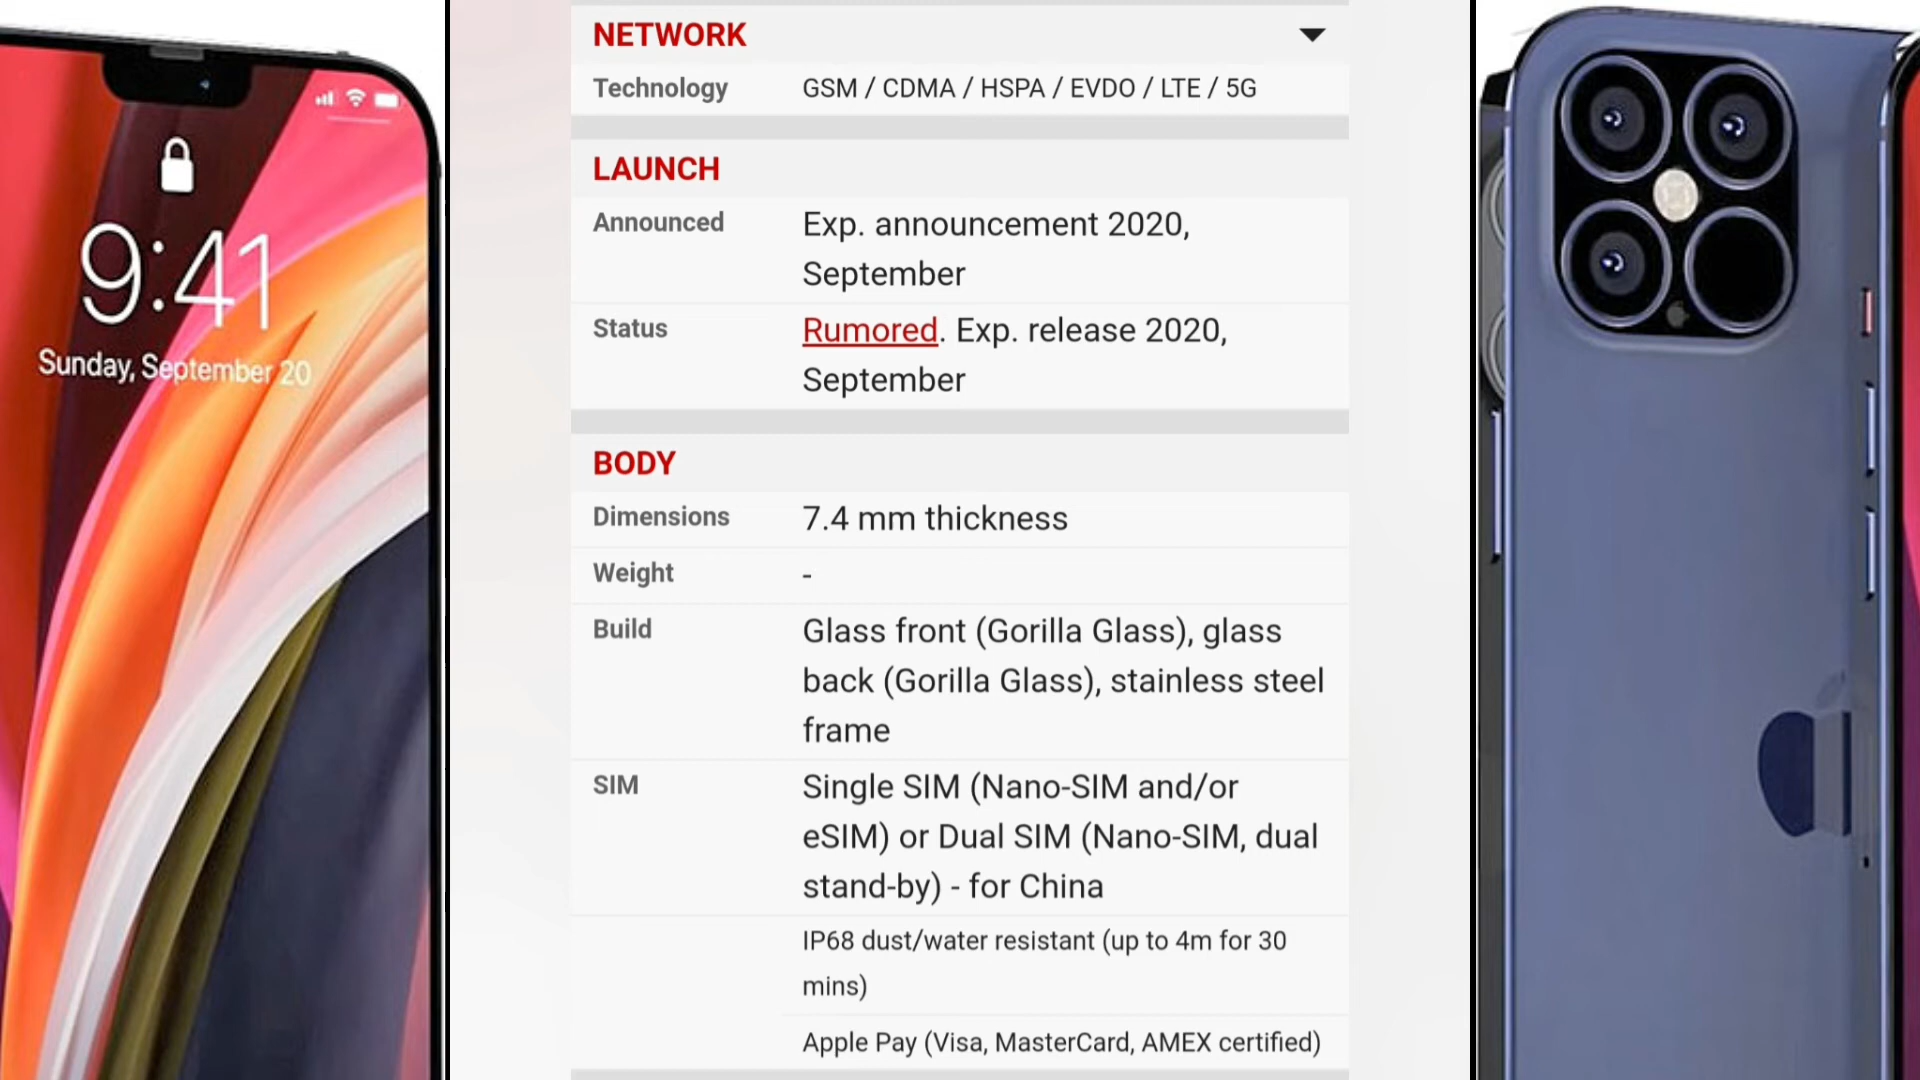 9:41
Sunday, September 20
NETWORK
Technology GSM / CDMA / HSPA / EVDO / LTE / 5G
LAUNCH
Announced Exp. announcement 2020,
September
Status Rumored. Exp. release 2020,
September
BODY
Dimensions 7.4 mm thickness
Weight -
Build Glass front (Gorilla Glass), glass
back (Gorilla Glass), stainless steel
frame
SIM Single SIM (Nano-SIM and/or
eSIM) or Dual SIM (Nano-SIM, dual
stand-by) - for China
IP68 dust/water resistant (up to 4m for 30
mins)
Apple Pay (Visa, MasterCard, AMEX certified)